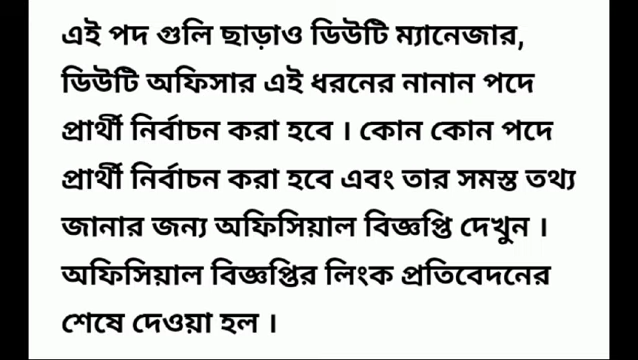 এই পদ গুলি ছাড়াও ডিউটি ম্যানেজার,
ডিউটি অফিসার এই ধরনের নানান পদে
প্রার্থী নির্বাচন করা হবে । কোন কোন পদে
প্রার্থী নির্বাচন করা হবে এবং তার সমস্ত তথ্য
জানার জন্য অফিসিয়াল বিজ্ঞপ্তি দেখুন ।
অফিসিয়াল বিজ্ঞপ্তির লিংক প্রতিবেদনের
শেষে দেওয়া হল ।